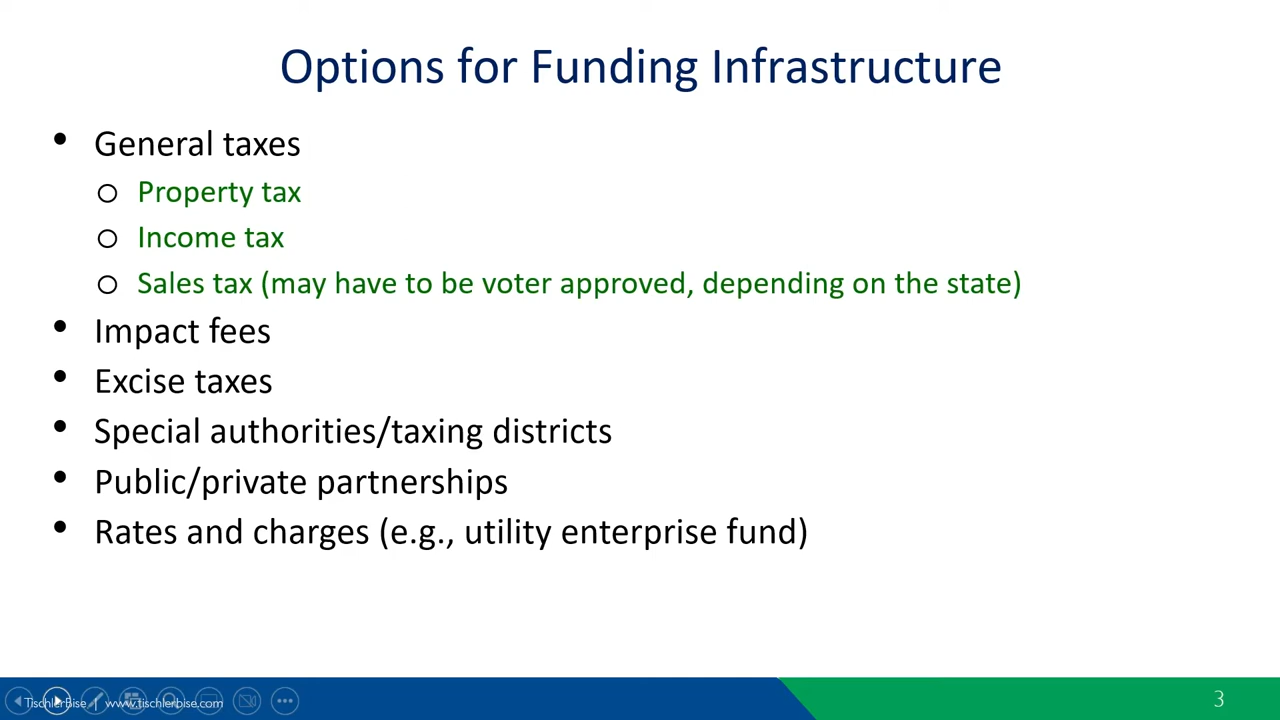 Options for Funding Infrastructure
• General taxes
o Property tax
o Income tax
o Sales tax (may have to be voter approved, depending on the state)
• Impact fees
• Excise taxes
• Special authorities/taxing districts
• Public/private partnerships
• Rates and charges (e.g., utility enterprise fund)
TischlerBise | www.tischlerbise.com
3